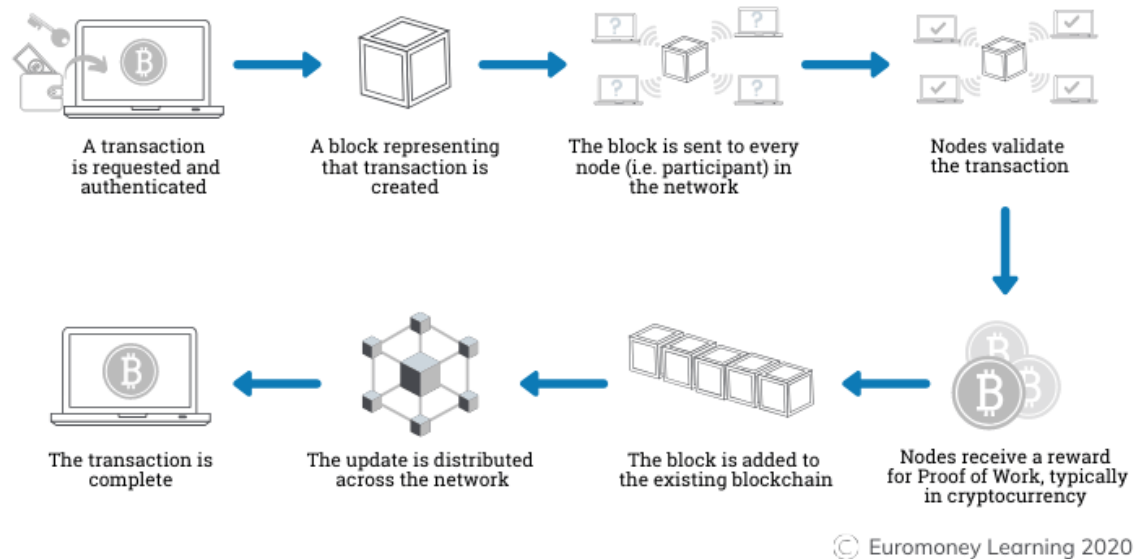 A transaction
is requested and
authenticated
A block representing
that transaction is
created
The block is sent to every
node (i.e. participant) in
the network
Nodes validate
the transaction
Nodes receive a reward
for Proof of Work, typically
in cryptocurrency
The block is added to
the existing blockchain
The update is distributed
across the network
The transaction is
complete
© Euromoney Learning 2020